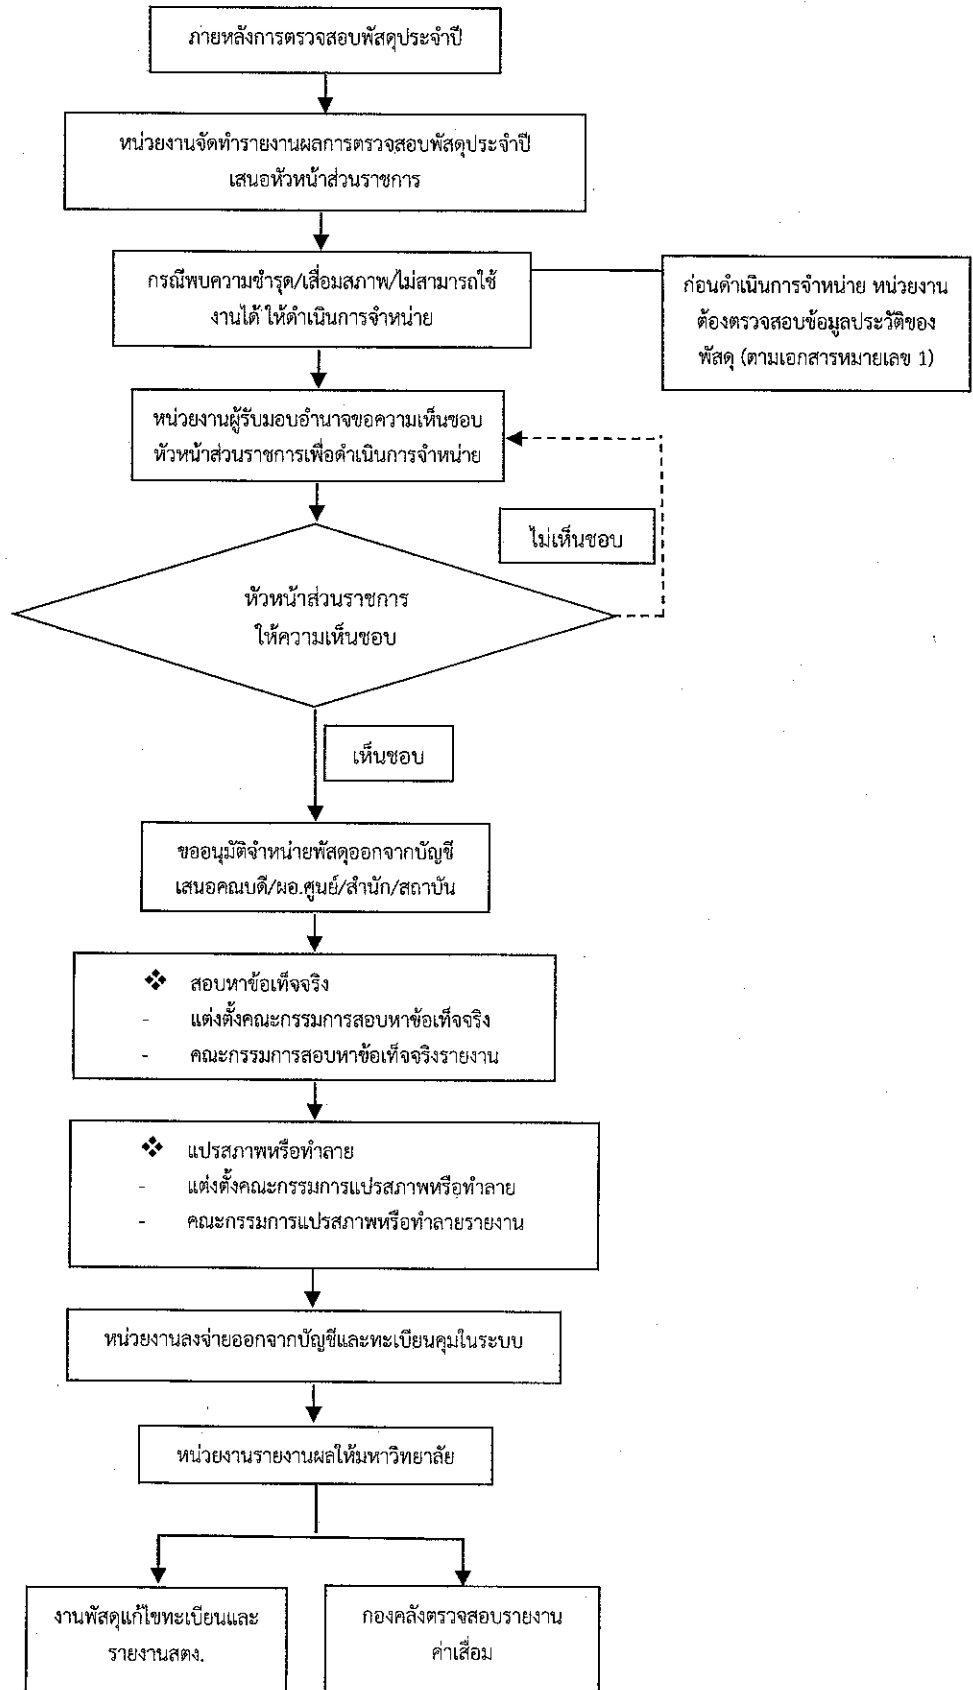 ภายหลังการตรวจสอบพัสดุประจำปี
หน่วยงานจัดทำรายงานผลการตรวจสอบพัสดุประจำปี
เสนอหัวหน้าส่วนราชการ
กรณีพบความชำรุด/เสื่อมสภาพ/ไม่สามารถใช้
งานได้ ให้ดำเนินการจำหน่าย
ก่อนดำเนินการจำหน่าย หน่วยงาน
ต้องตรวจสอบข้อมูลประวัติของ
พัสดุ (ตามเอกสารหมายเลข 1)
หน่วยงานผู้รับมอบอำนาจขอความเห็นชอบ
หัวหน้าส่วนราชการเพื่อดำเนินการจำหน่าย
ไม่เห็นชอบ
หัวหน้าส่วนราชการ
ให้ความเห็นชอบ
เห็นชอบ
ขออนุมัติจำหน่ายพัสดุออกจากบัญชี
เสนอคณบดี/ผอ.ศูนย์/สำนัก/สถาบัน
❖ สอบหาข้อเท็จจริง
- แต่งตั้งคณะกรรมการสอบหาข้อเท็จจริง
- คณะกรรมการสอบหาข้อเท็จจริงรายงาน
❖ แปรสภาพหรือทำลาย
- แต่งตั้งคณะกรรมการแปรสภาพหรือทำลาย
- คณะกรรมการแปรสภาพหรือทำลายรายงาน
หน่วยงานลงจ่ายออกจากบัญชีและทะเบียนคุมในระบบ
หน่วยงานรายงานผลให้มหาวิทยาลัย
งานพัสดุแก้ไขทะเบียนและ
รายงานสตง.
กองคลังตรวจสอบรายงาน
ค่าเสื่อม